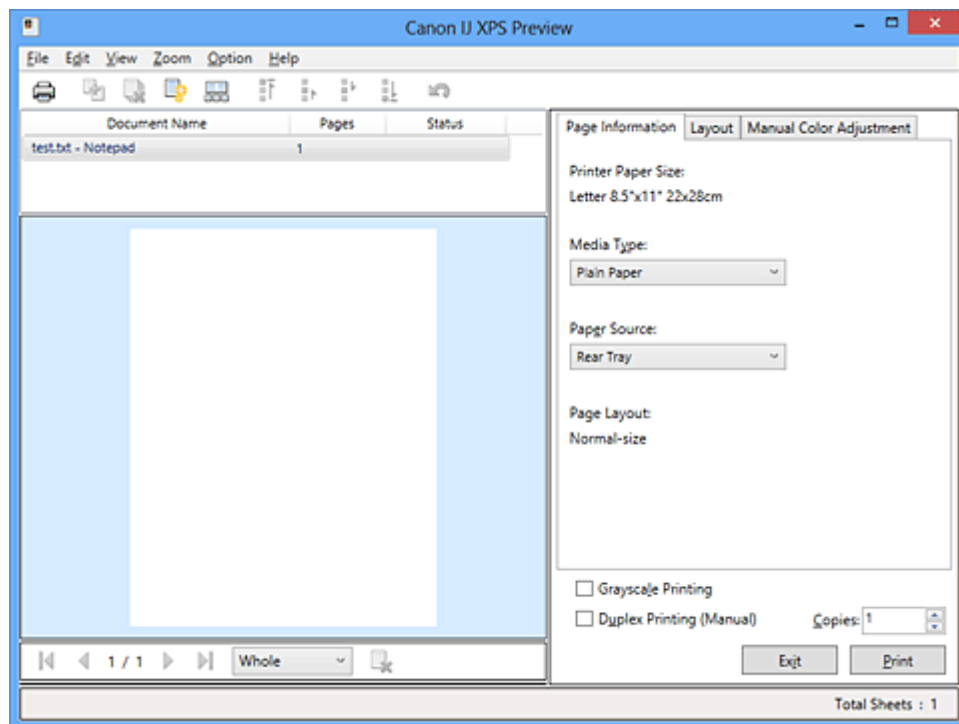 Canon IJ XPS Preview
File Edit View Zoom Option Help
Document Name Pages Status
test.txt - Notepad 1
Page Information Layout Manual Color Adjustment
Printer Paper Size:
Letter 8.5"x11" 22x28cm
Media Type:
Plain Paper
Paper Source:
Rear Tray
Page Layout:
Normal-size
Grayscale Printing
Duplex Printing (Manual) Copies: 1
1 / 1 Whole
Exit Print
Total Sheets : 1